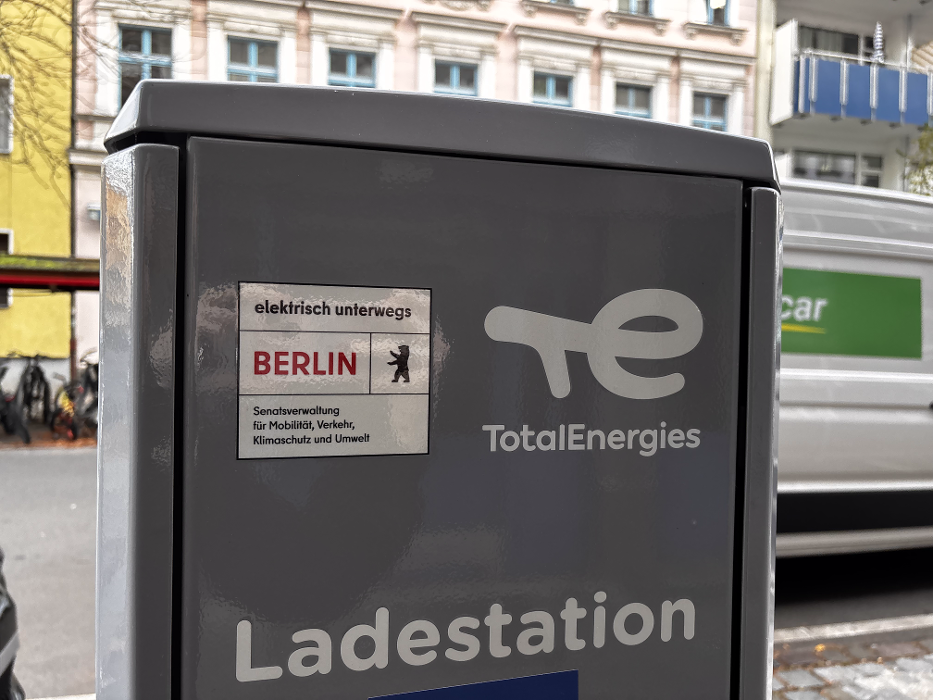 elektrisch unterwegs
BERLIN
Senatsverwaltung
für Mobilität, Verkehr,
Klimaschutz und Umwelt
TotalEnergies
Ladestation
car